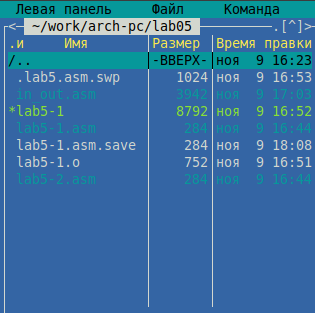 Левая панель Файл Команда
<─ ~/work/arch-pc/lab05 ─.[^]>
.и Имя Размер Время правки
/.. -ВВЕРХ- ноя 9 16:23
.lab5.asm.swp 1024 ноя 9 16:53
in_out.asm 3942 ноя 9 17:03
*lab5-1 8792 ноя 9 16:52
lab5-1.asm 284 ноя 9 16:44
lab5-1.asm.save 284 ноя 9 18:08
lab5-1.o 752 ноя 9 16:51
lab5-2.asm 284 ноя 9 16:44